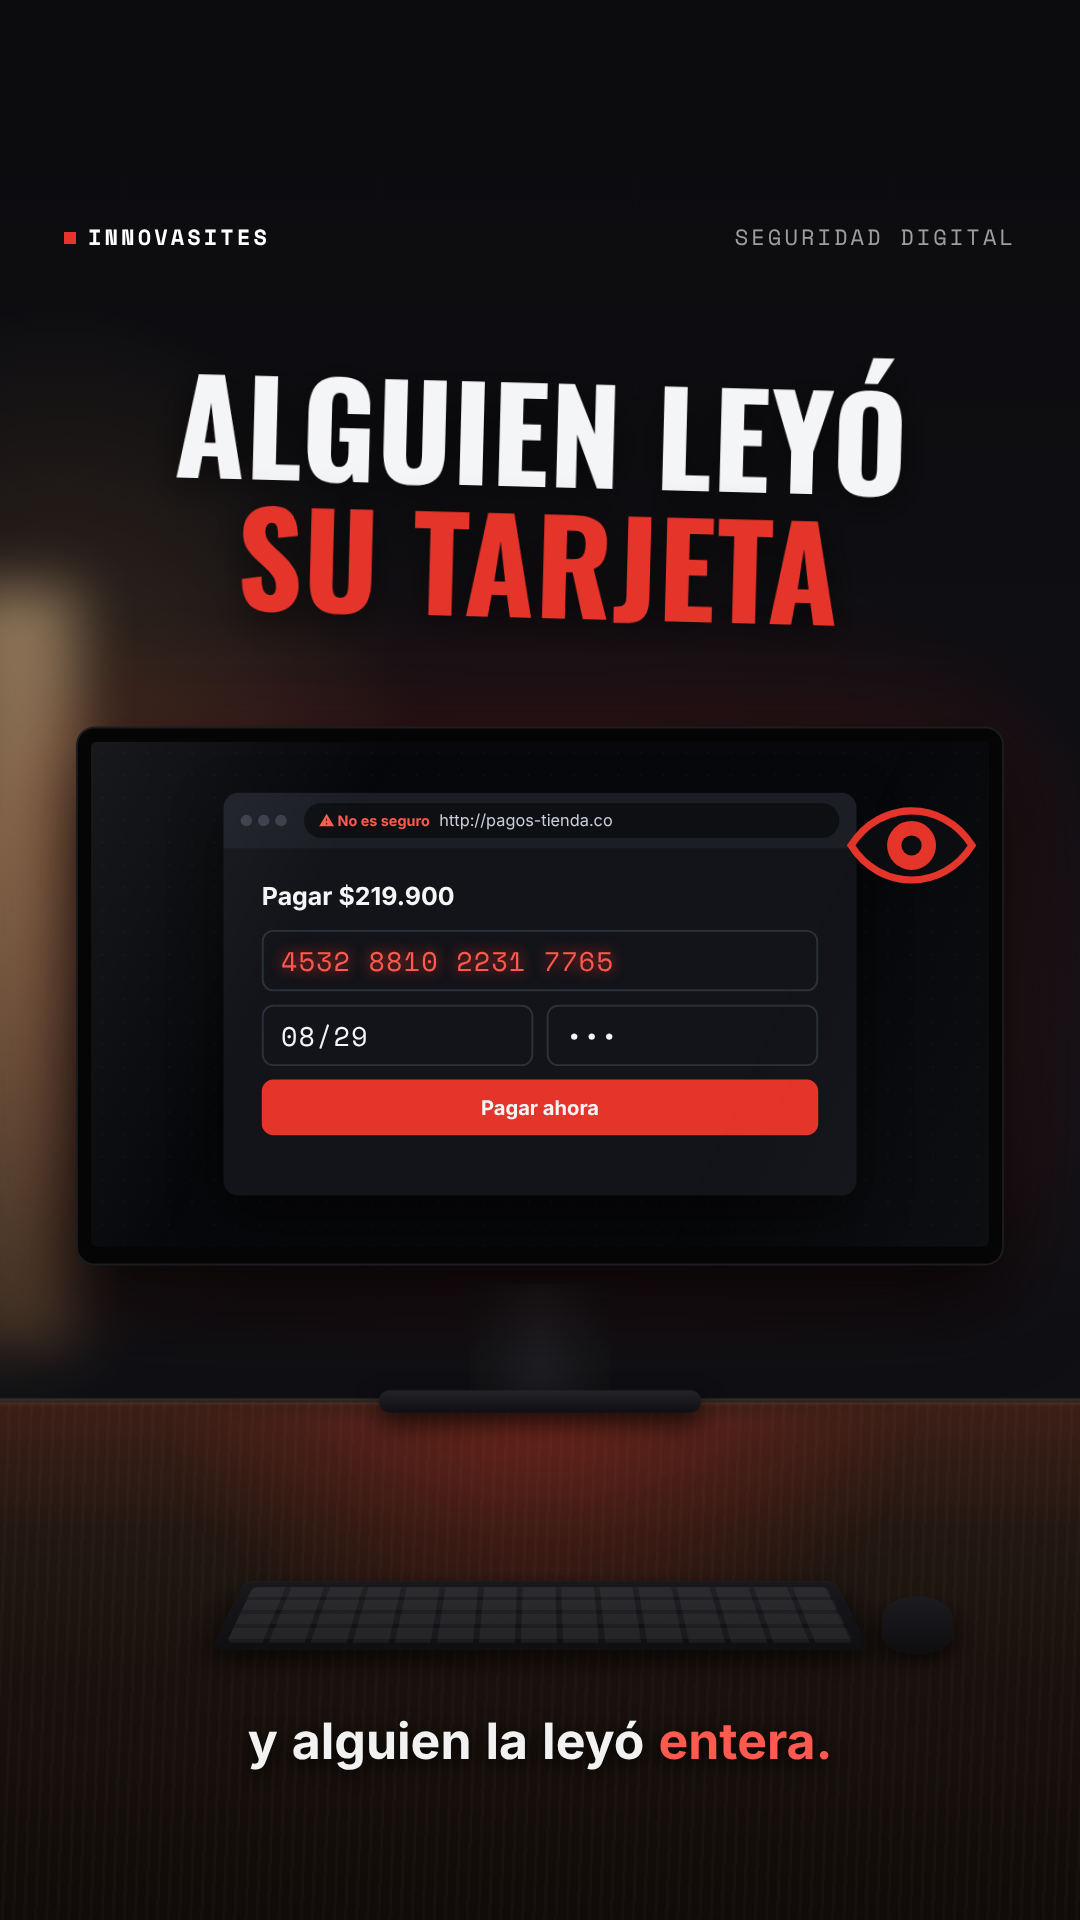 INNOVASITES
SEGURIDAD DIGITAL
ALGUIEN LEYÓ
SU TARJETA
No es seguro http://pagos-tienda.co
Pagar $219.900
4532 8810 2231 7765
08/29
•••
Pagar ahora
y alguien la leyó entera.